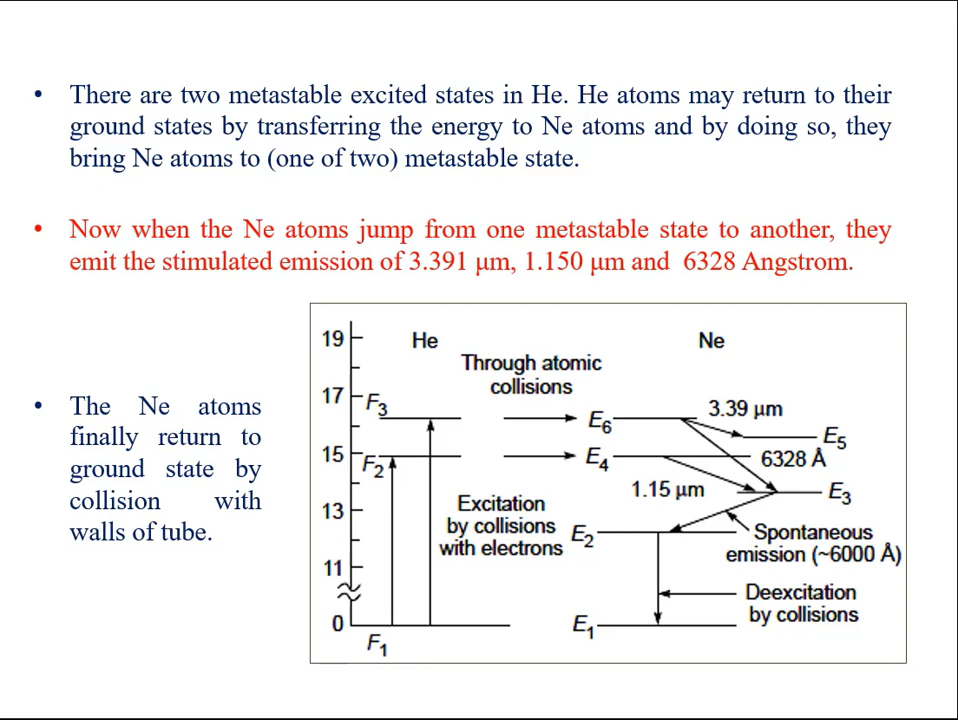 • There are two metastable excited states in He. He atoms may return to their
ground states by transferring the energy to Ne atoms and by doing so, they
bring Ne atoms to (one of two) metastable state.
• Now when the Ne atoms jump from one metastable state to another, they
emit the stimulated emission of 3.391 μm, 1.150 μm and 6328 Angstrom.
• The Ne atoms
finally return to
ground state by
collision with
walls of tube.
19
He
Ne
Through atomic
collisions
17
F3
3.39 μm
E6
E5
15
F2
E4
6328 Å
1.15 μm
E3
13
Excitation
by collisions
with electrons
E2
Spontaneous
emission (~6000 Å)
11
Deexcitation
by collisions
0
F1
E1